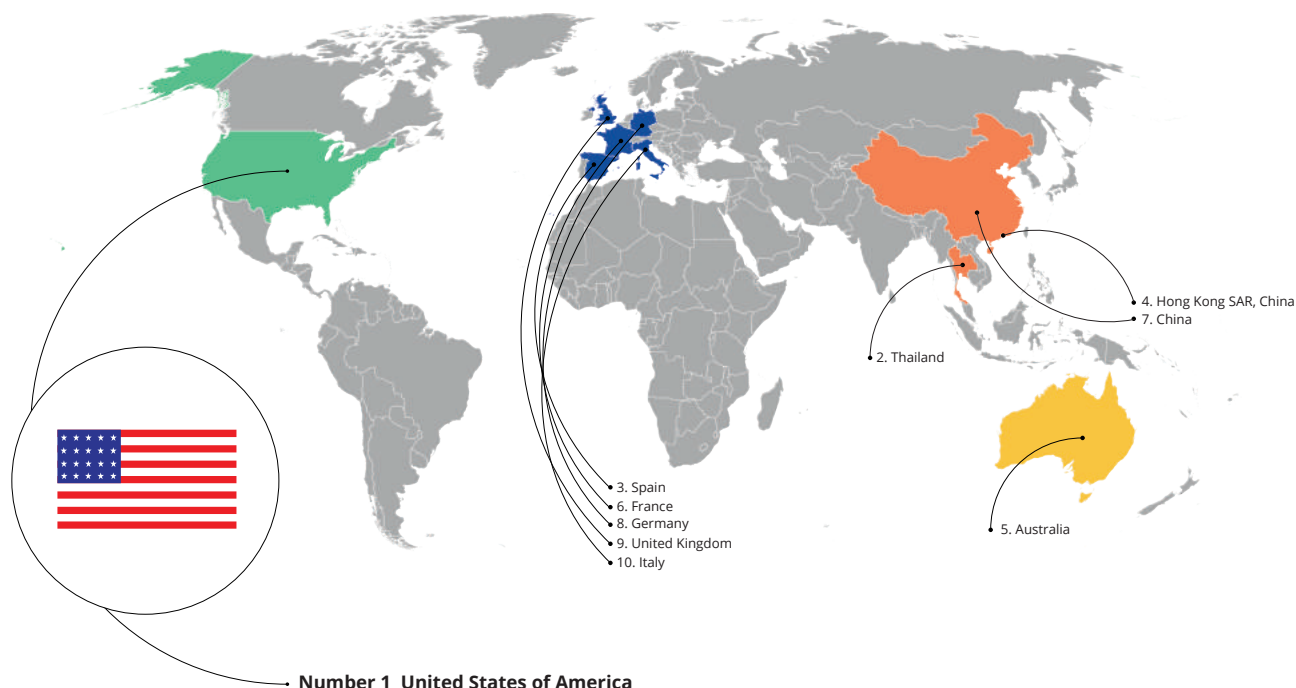 4. Hong Kong SAR, China
7. China
2. Thailand
3. Spain
6. France
8. Germany
9. United Kingdom
10. Italy
5. Australia
Number 1 United States of America